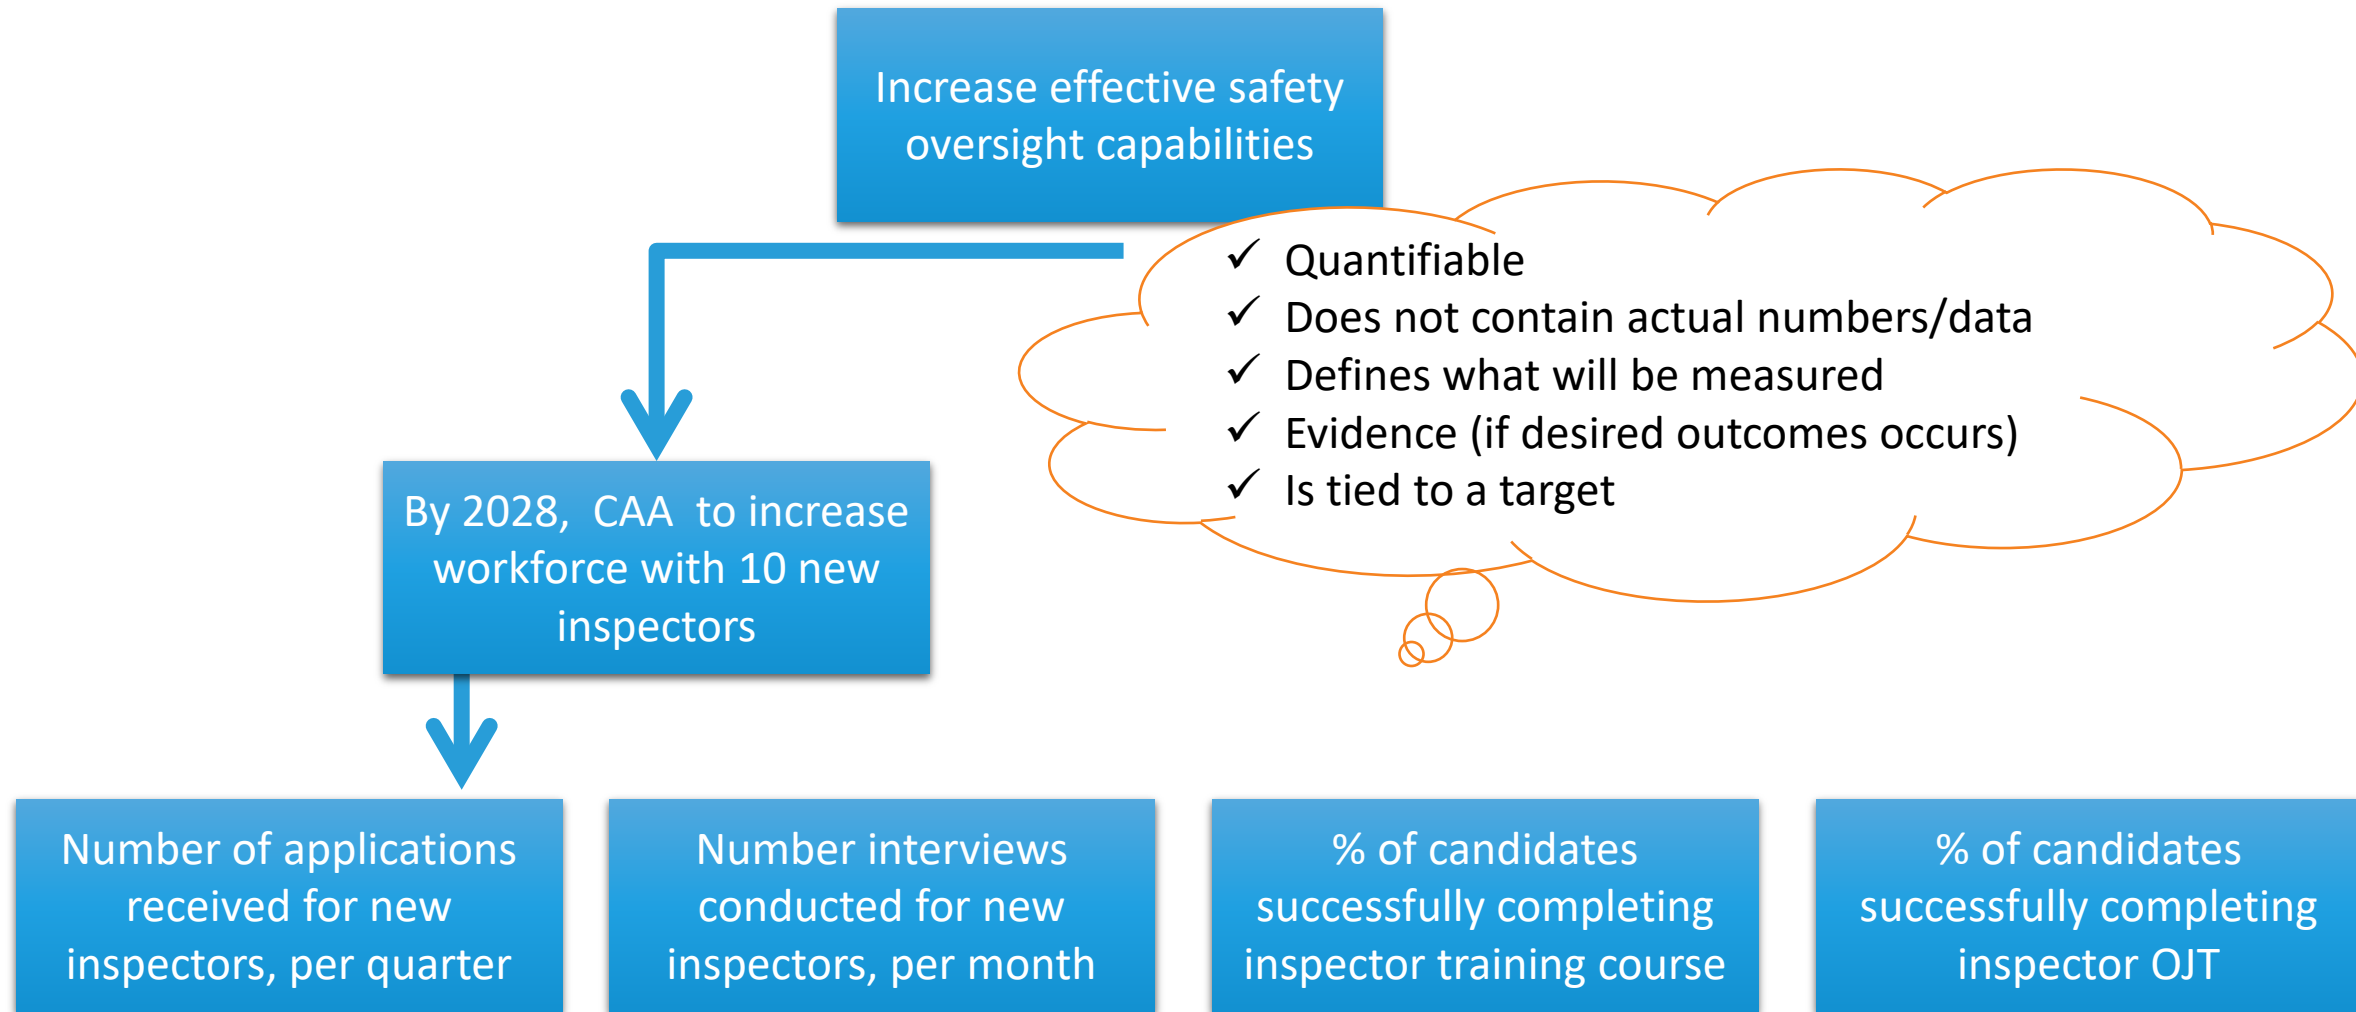 Increase effective safety
oversight capabilities
✓ Quantifiable
✓ Does not contain actual numbers/data
✓ Defines what will be measured
✓ Evidence (if desired outcomes occurs)
✓ Is tied to a target
By 2028, CAA to increase
workforce with 10 new
inspectors
Number of applications
received for new
inspectors, per quarter
Number interviews
conducted for new
inspectors, per month
% of candidates
successfully completing
inspector training course
% of candidates
successfully completing
inspector OJT